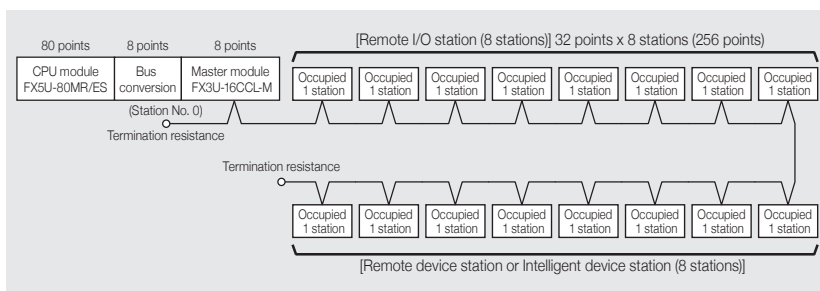 [Remote I/O station (8 stations)] 32 points x 8 stations (256 points)
80 points 8 points 8 points
CPU module Bus Master module
FX5U-80MR/ES conversion FX3U-16CCL-M
Occupied Occupied Occupied Occupied Occupied Occupied Occupied Occupied
1 station 1 station 1 station 1 station 1 station 1 station 1 station 1 station
(Station No. 0)
Termination resistance
Termination resistance
Occupied Occupied Occupied Occupied Occupied Occupied Occupied Occupied
1 station 1 station 1 station 1 station 1 station 1 station 1 station 1 station
[Remote device station or Intelligent device station (8 stations)]